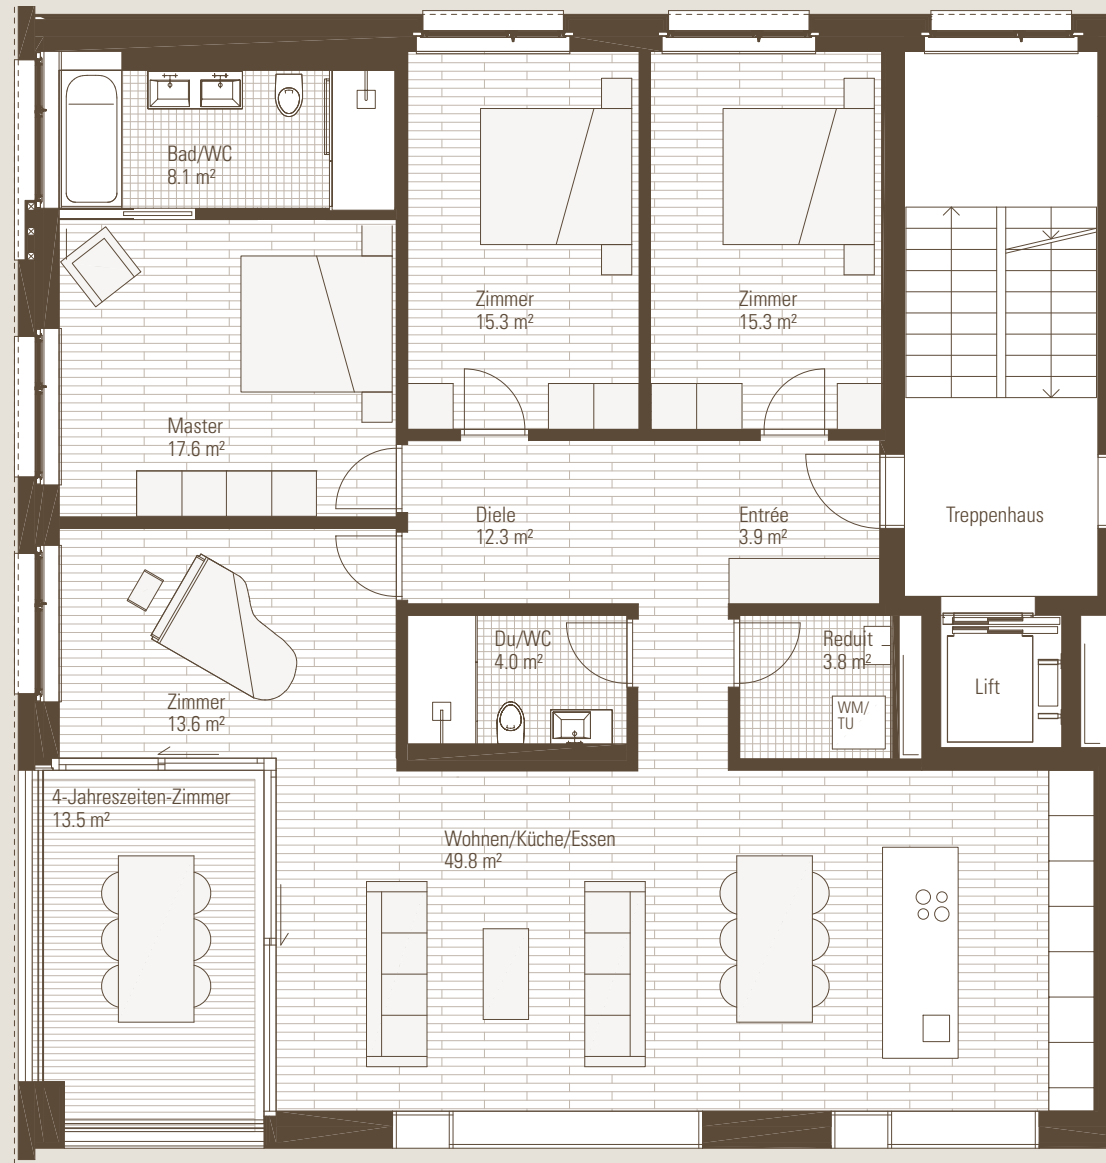 Bad/WC
8.1 m²
Zimmer
15.3 m²
Zimmer
15.3 m²
Master
17.6 m²
Diele
12.3 m²
Entrée
3.9 m²
Treppenhaus
Du/WC
4.0 m²
Reduit
3.8 m²
Lift
WM/
TU
Zimmer
13.6 m²
4-Jahreszeiten-Zimmer
13.5 m²
Wohnen/Küche/Essen
49.8 m²